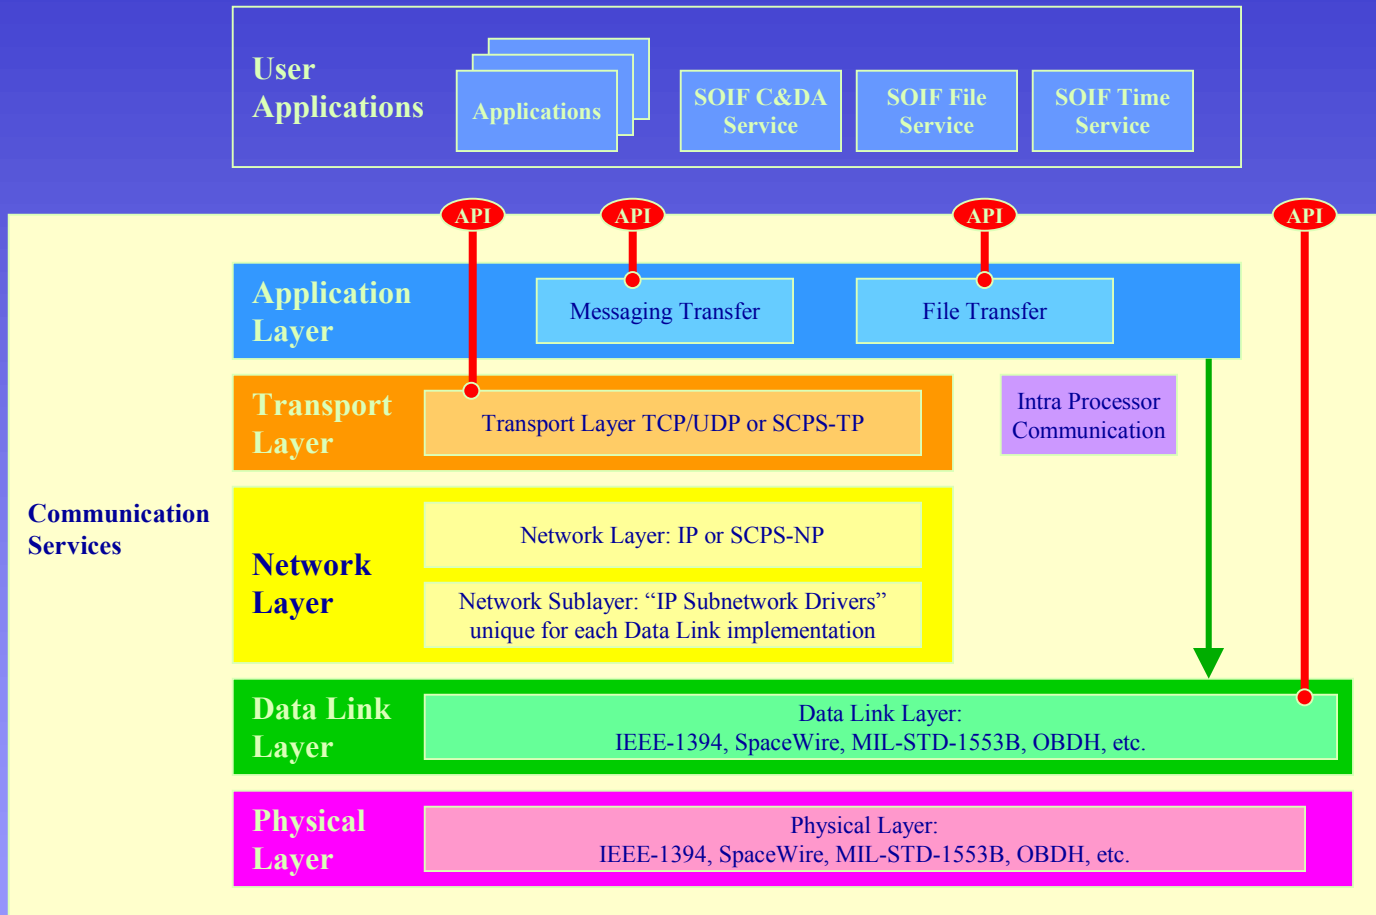 User
Applications
Applications
SOIF C&DA
Service
SOIF File
Service
SOIF Time
Service
API
API
API
API
Application
Layer
Messaging Transfer
File Transfer
Transport
Layer
Transport Layer TCP/UDP or SCPS-TP
Intra Processor
Communication
Communication
Services
Network
Layer
Network Layer: IP or SCPS-NP
Network Sublayer: “IP Subnetwork Drivers”
unique for each Data Link implementation
Data Link
Layer
Data Link Layer:
IEEE-1394, SpaceWire, MIL-STD-1553B, OBDH, etc.
Physical
Layer
Physical Layer:
IEEE-1394, SpaceWire, MIL-STD-1553B, OBDH, etc.